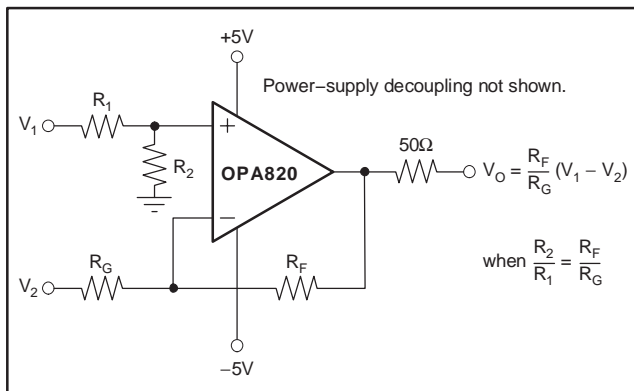 +5V
Power−supply decoupling not shown.
R1
V1
+
R2
OPA820
50Ω
VO = RF/RG (V1 − V2)
−
RG
RF
V2
when R2/R1 = RF/RG
−5V